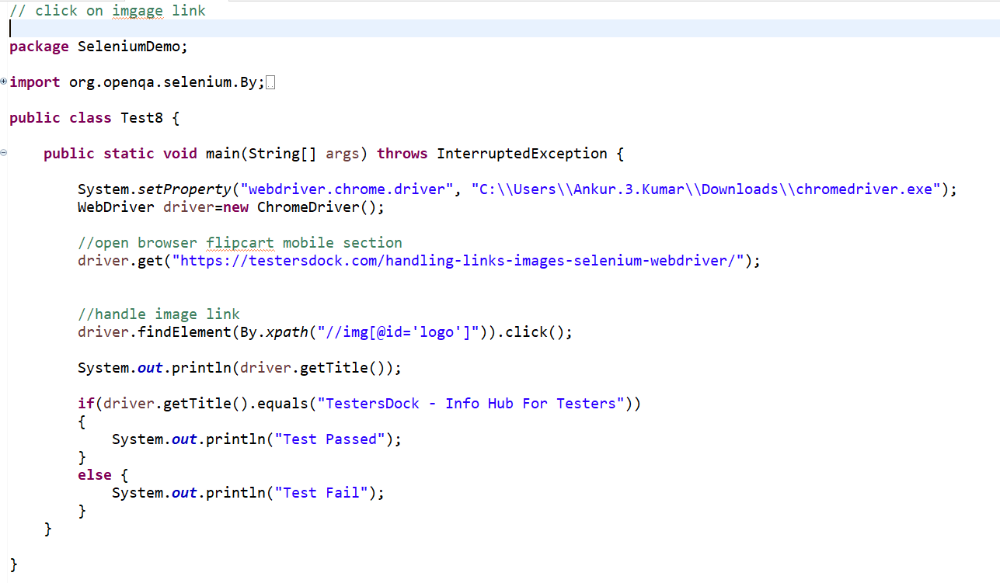 // click on imgage link
package SeleniumDemo;
import org.openqa.selenium.By;
public class Test8 {
public static void main(String[] args) throws InterruptedException {
System.setProperty("webdriver.chrome.driver", "C:\\Users\\Ankur.3.Kumar\\Downloads\\chromedriver.exe");
WebDriver driver=new ChromeDriver();
//open browser flipcart mobile section
driver.get("https://testersdock.com/handling-links-images-selenium-webdriver/");
//handle image link
driver.findElement(By.xpath("//img[@id='logo']")).click();
System.out.println(driver.getTitle());
if(driver.getTitle().equals("TestersDock - Info Hub For Testers"))
{
System.out.println("Test Passed");
}
else {
System.out.println("Test Fail");
}
}
}